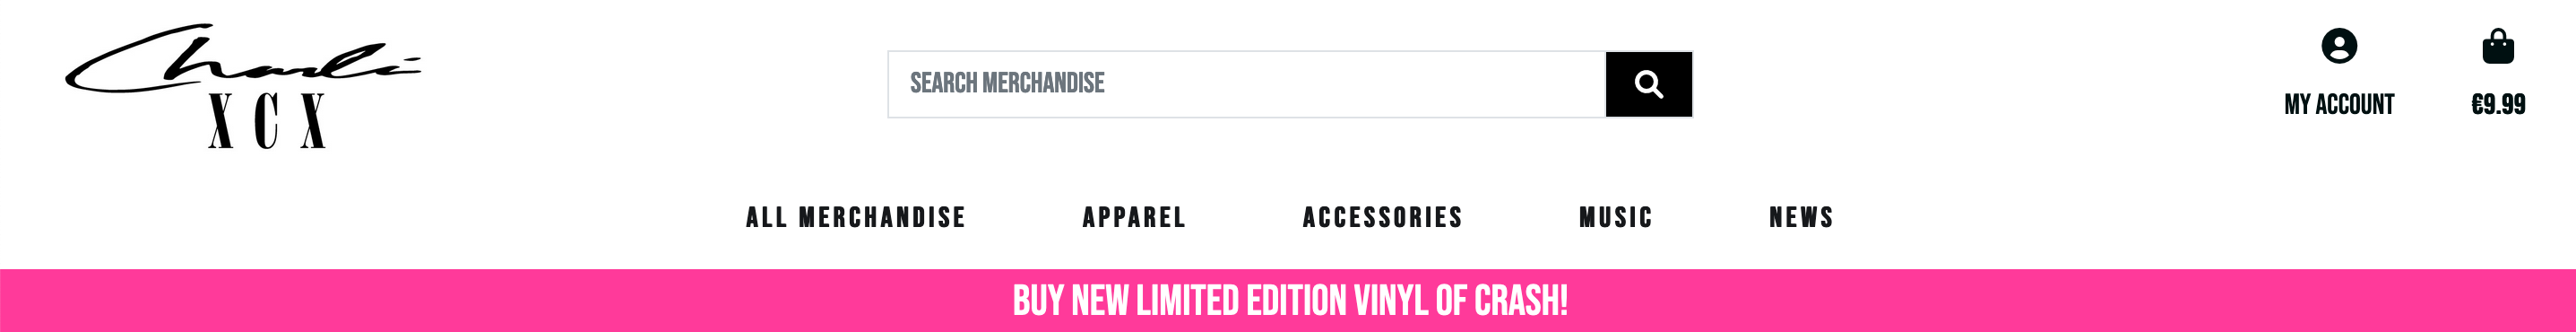 Charli
XCX
SEARCH MERCHANDISE
MY ACCOUNT
€9.99
ALL MERCHANDISE
APPAREL
ACCESSORIES
MUSIC
NEWS
BUY NEW LIMITED EDITION VINYL OF CRASH!